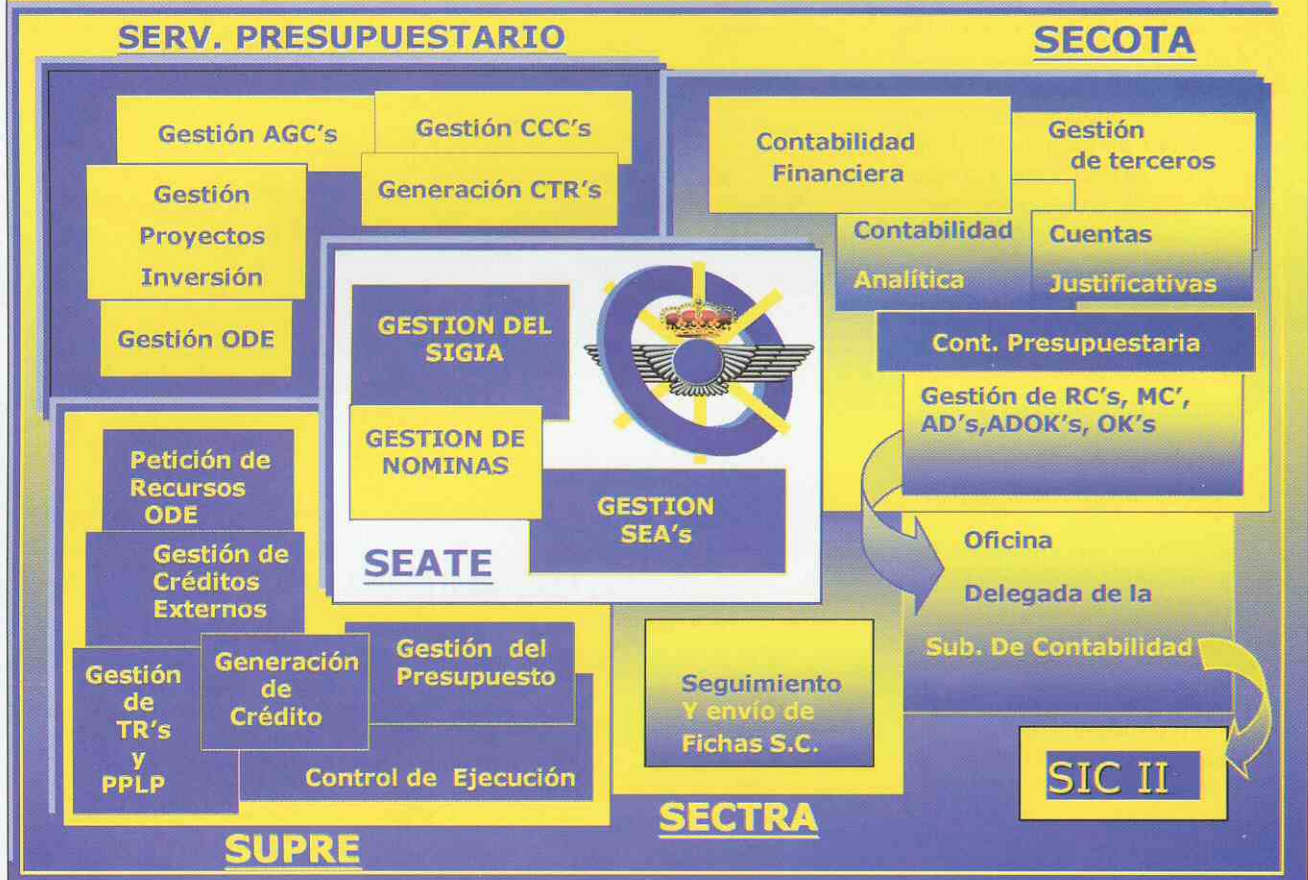 SERV. PRESUPUESTARIO
Gestión AGC's
Gestión CCC's
Gestión
Proyectos
Inversión
Generación CTR's
Gestión ODE
SECOTA
Contabilidad
Financiera
Gestión
de terceros
Contabilidad
Analítica
Cuentas
Justificativas
Cont. Presupuestaria
Gestión de RC's, MC',
AD's,ADOK's, OK's
Oficina
Delegada de la
Sub. De Contabilidad
SIC II
GESTION DEL
SIGIA
GESTION DE
NOMINAS
GESTION
SEA's
SEATE
Petición de
Recursos
ODE
Gestión de
Créditos
Externos
Gestión
de
TR's
y
PPLP
Generación
de
Crédito
Gestión del
Presupuesto
Control de Ejecución
SUPRE
Seguimiento
Y envío de
Fichas S.C.
SECTRA